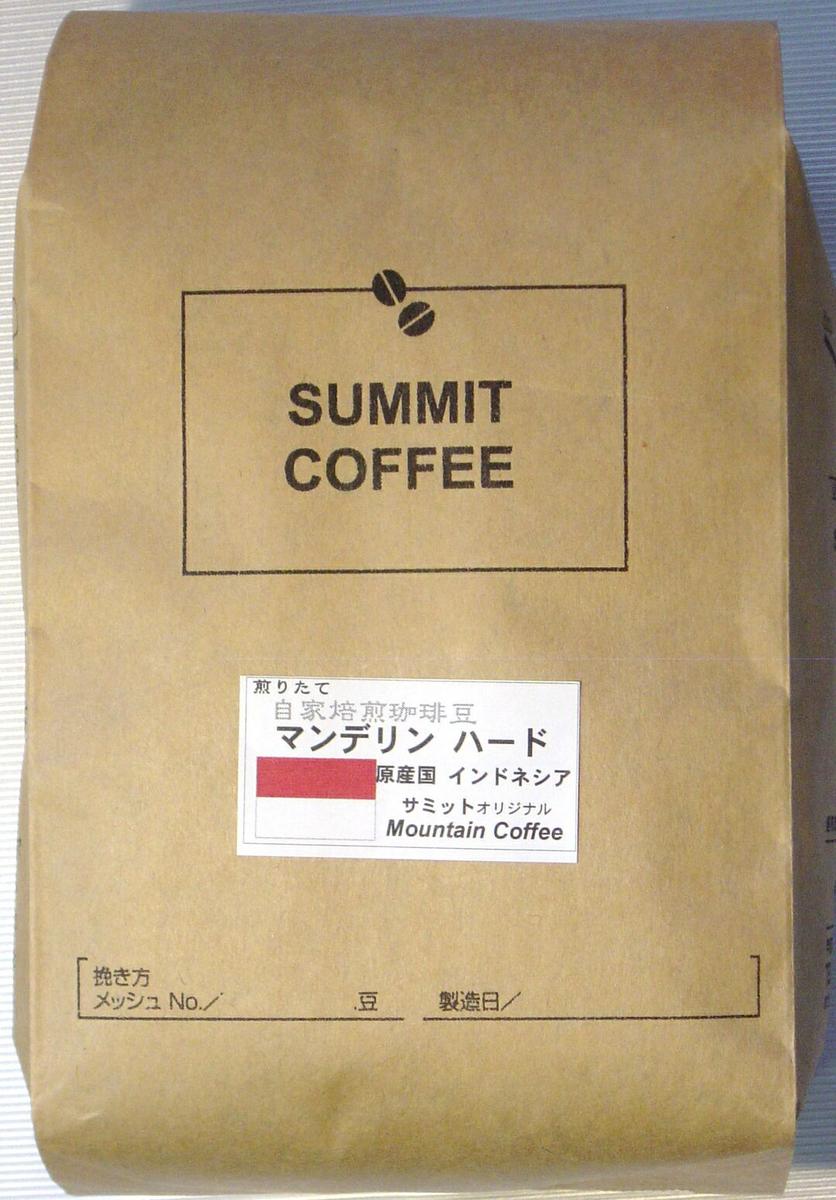 SUMMIT
COFFEE
煎りたて
自家焙煎珈琲豆
マンデリン ハード
原産国 インドネシア
サミットオリジナル
Mountain Coffee
挽き方
メッシュ No.／ 豆 製造日／